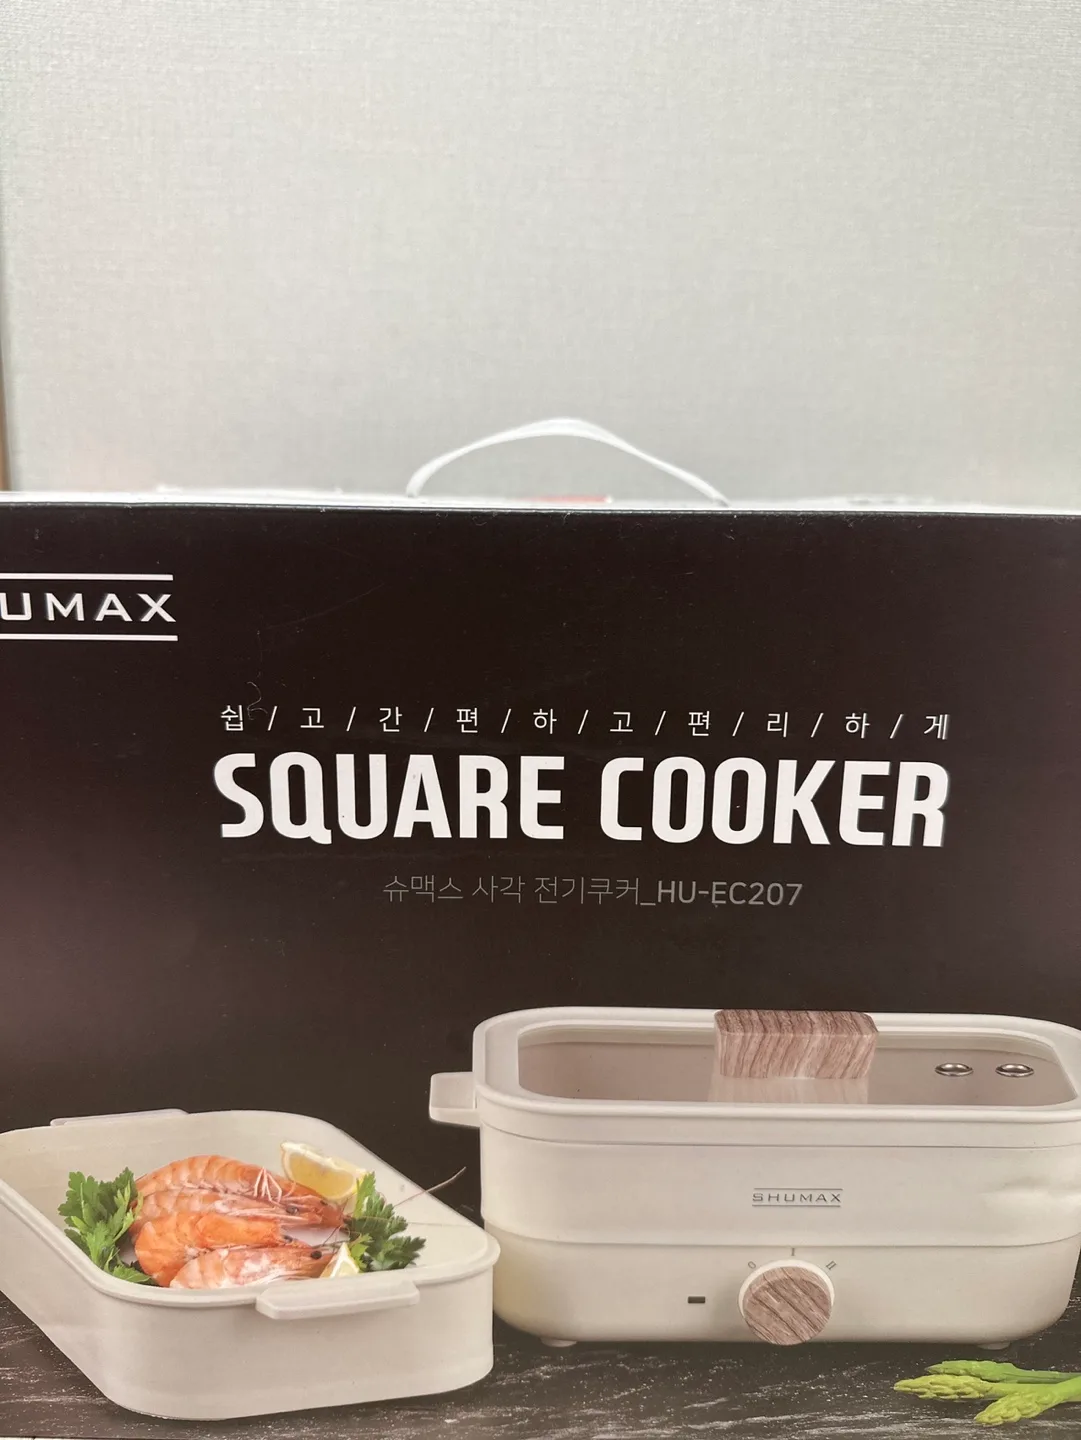 UMAX
쉽/고/간/편/하/고/편/리/하/게
SQUARE COOKER
슈맥스 사각 전기쿠커_HU-EC207
SHUMAX
O I II